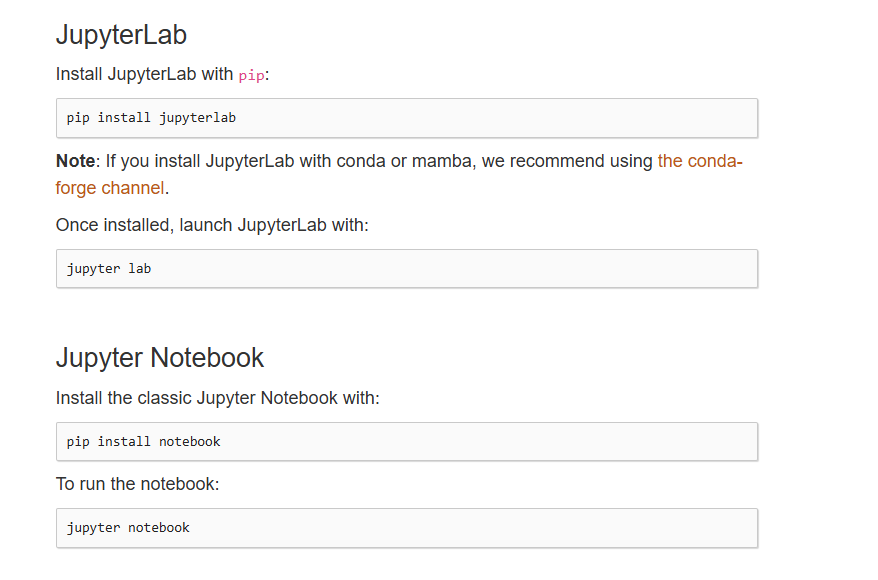 JupyterLab
Install JupyterLab with pip:
pip install jupyterlab
Note: If you install JupyterLab with conda or mamba, we recommend using the conda-
forge channel.
Once installed, launch JupyterLab with:
jupyter lab
Jupyter Notebook
Install the classic Jupyter Notebook with:
pip install notebook
To run the notebook:
jupyter notebook